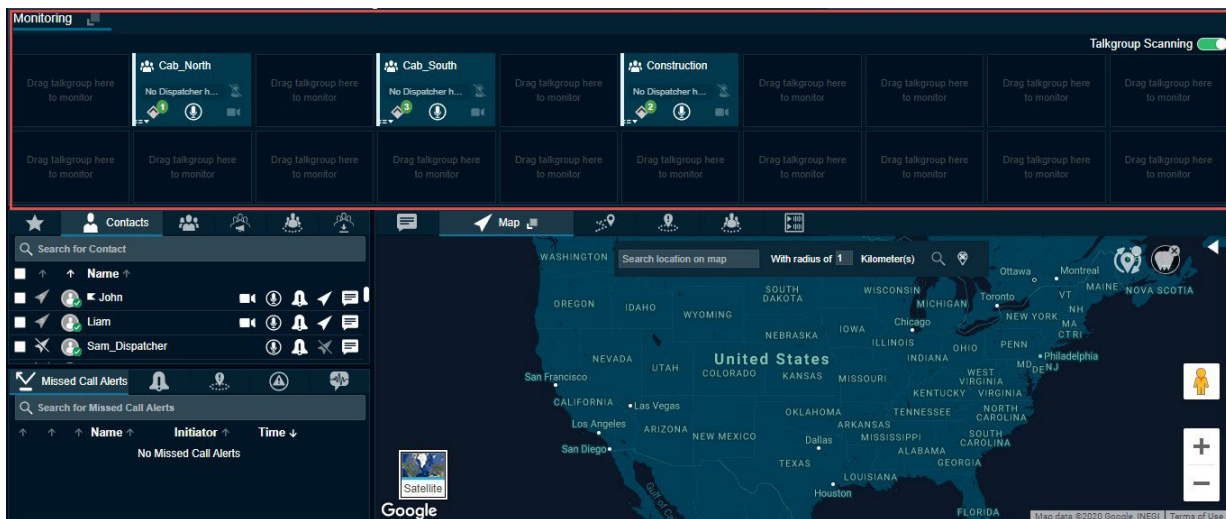 Monitoring
Talkgroup Scanning
Drag talkgroup here
to monitor
Cab_North
No Dispatcher h...
1
Drag talkgroup here
to monitor
Cab_South
No Dispatcher h...
3
Drag talkgroup here
to monitor
Construction
No Dispatcher h...
2
Drag talkgroup here
to monitor
Drag talkgroup here
to monitor
Drag talkgroup here
to monitor
Drag talkgroup here
to monitor
Drag talkgroup here
to monitor
Drag talkgroup here
to monitor
Drag talkgroup here
to monitor
Drag talkgroup here
to monitor
Drag talkgroup here
to monitor
Drag talkgroup here
to monitor
Drag talkgroup here
to monitor
Drag talkgroup here
to monitor
Drag talkgroup here
to monitor
Drag talkgroup here
to monitor
Contacts
Search for Contact
Name
John
Liam
Sam_Dispatcher
Missed Call Alerts
Search for Missed Call Alerts
Name Initiator Time
No Missed Call Alerts
Map
Search location on map With radius of 1 Kilometer(s)
WASHINGTON
Ottawa
Montreal
MAINE
NOVA SCOTIA
OREGON
IDAHO
WYOMING
SOUTH
DAKOTA
WISCONSIN
MICHIGAN
Toronto
VT
NH
NEW YORK
MA
CT RI
IOWA
Chicago
NEBRASKA
ILLINOIS
INDIANA
OHIO
PENN
Philadelphia
MD
DE
NJ
NEVADA
UTAH
United States
COLORADO
KANSAS
MISSOURI
WEST
VIRGINIA
KENTUCKY
VIRGINIA
San Francisco
CALIFORNIA
Las Vegas
OKLAHOMA
TENNESSEE
NORTH
CAROLINA
Los Angeles
ARIZONA
NEW MEXICO
ARKANSAS
Dallas
MISSISSIPPI
SOUTH
CAROLINA
San Diego
ALABAMA
TEXAS
GEORGIA
LOUISIANA
Houston
FLORIDA
Satellite
Google
Map data ©2020 Google, INEGI
Terms of Use